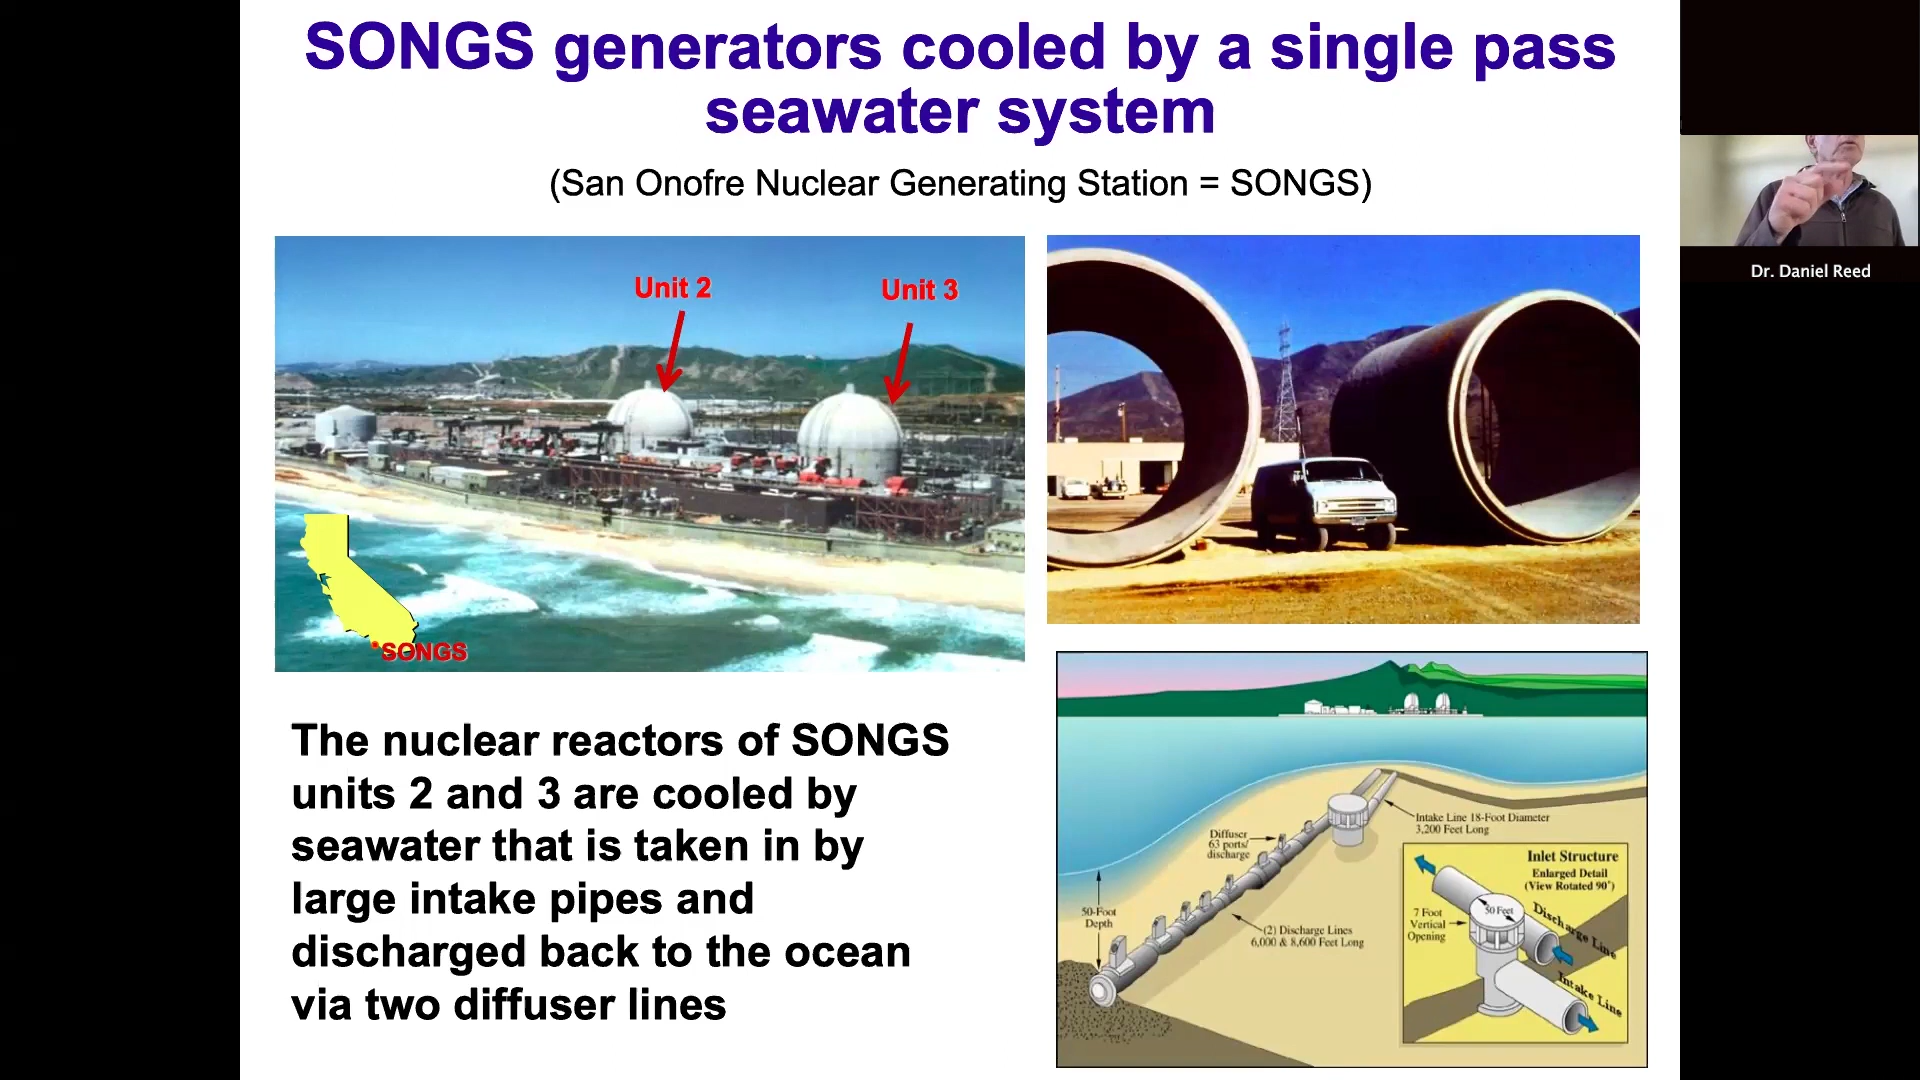 SONGS generators cooled by a single pass
seawater system
(San Onofre Nuclear Generating Station = SONGS)
Unit 2
Unit 3
SONGS
The nuclear reactors of SONGS
units 2 and 3 are cooled by
seawater that is taken in by
large intake pipes and
discharged back to the ocean
via two diffuser lines
Intake Line 18-Foot Diameter
3,200 Feet Long
Diffuser
63 ports/
discharge
50-Foot
Depth
(2) Discharge Lines
6,000 & 8,600 Feet Long
Inlet Structure
Enlarged Detail
(View Rotated 90°)
50 Feet
7 Foot
Vertical
Opening
Discharge Line
Intake Line
Dr. Daniel Reed